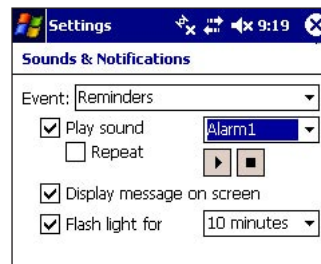 Settings 9:19
Sounds & Notifications
Event: Reminders
Play sound Alarm1
Repeat
Display message on screen
Flash light for 10 minutes